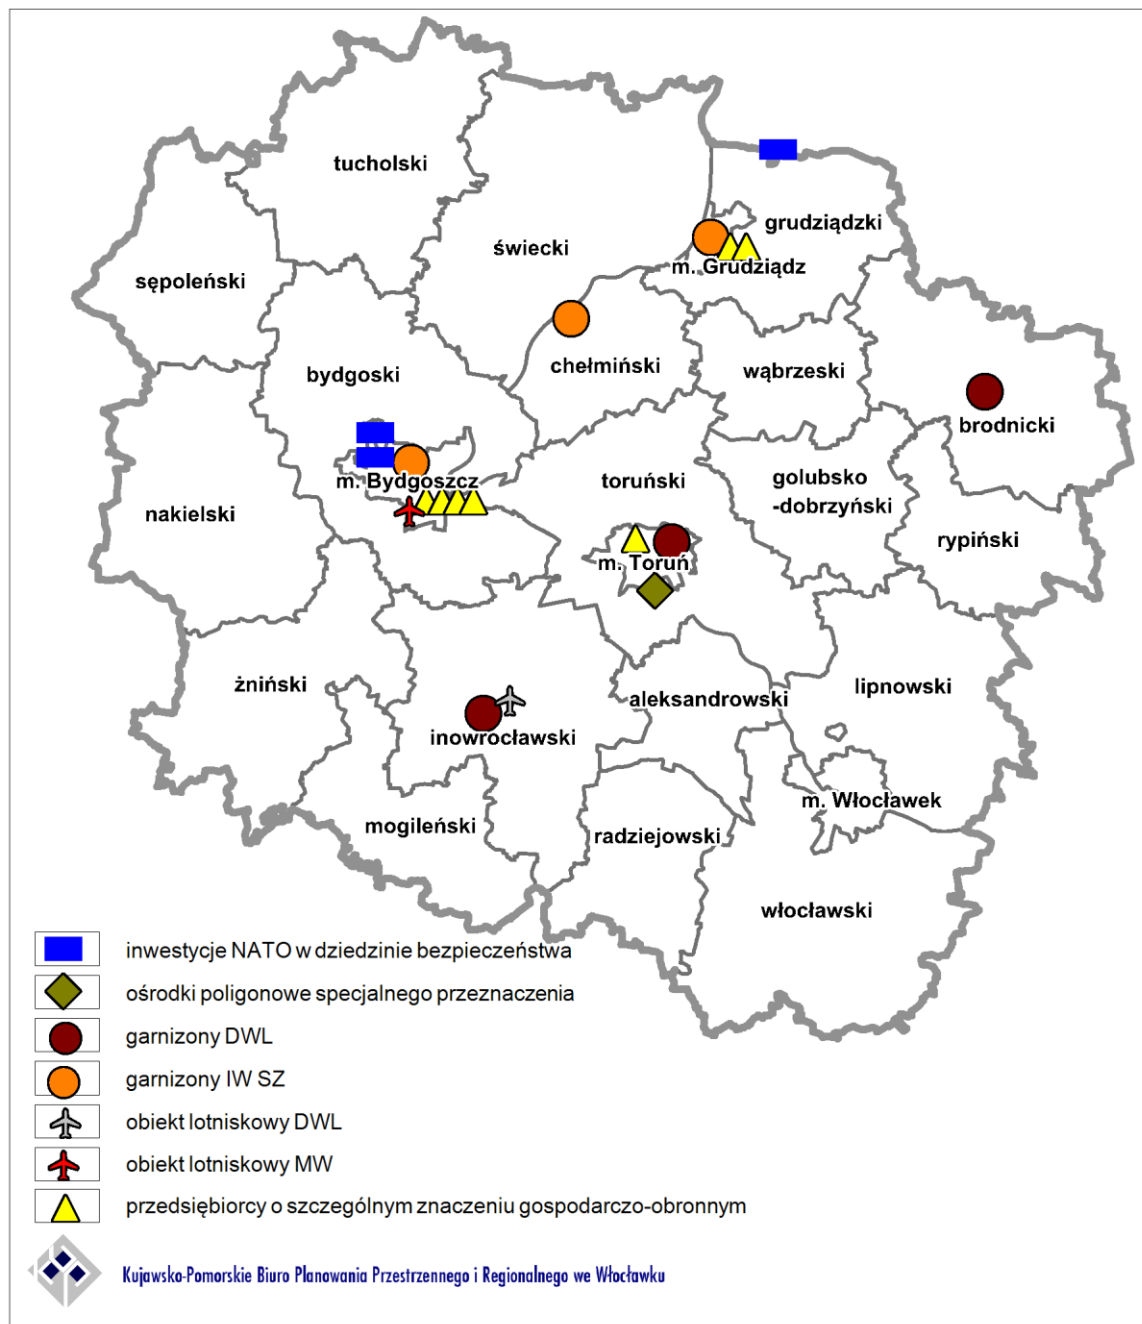 tucholski
grudziądzki
świecki
m. Grudziądz
sępoleński
chełmiński
wąbrzeski
bydgoski
brodnicki
m. Bydgoszcz
toruński
golubsko
-dobrzyński
nakielski
rypiński
m. Toruń
żniński
aleksandrowski
lipnowski
inowrocławski
m. Włocławek
mogileński
radziejowski
włocławski
inwestycje NATO w dziedzinie bezpieczeństwa
ośrodki poligonowe specjalnego przeznaczenia
garnizony DWL
garnizony IW SZ
obiekt lotniskowy DWL
obiekt lotniskowy MW
przedsiębiorcy o szczególnym znaczeniu gospodarczo-obronnym
Kujawsko-Pomorskie Biuro Planowania Przestrzennego i Regionalnego we Włocławku